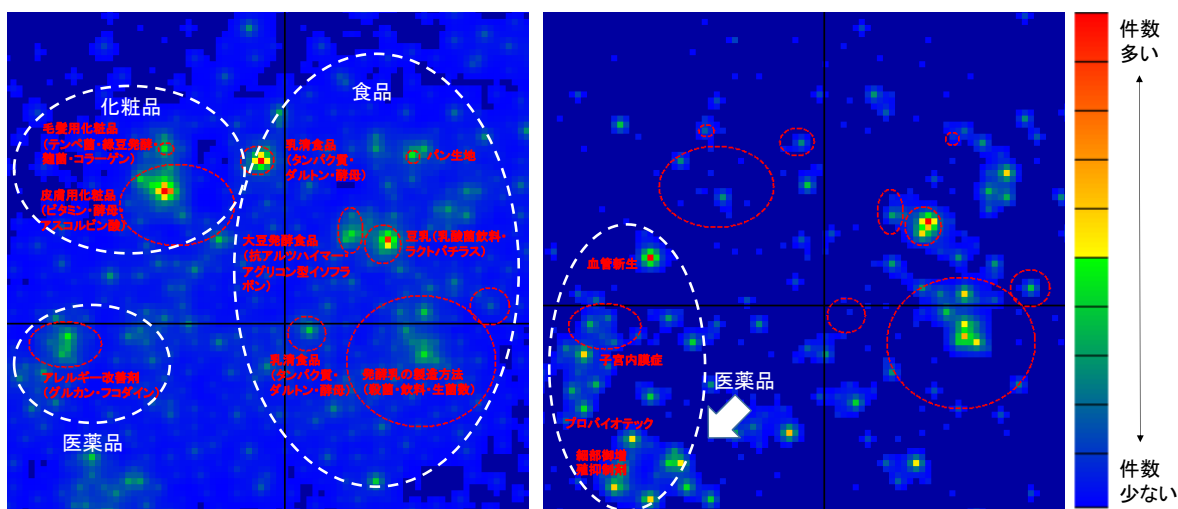 化粧品
毛髪用化粧品
(テンペ菌・緑豆発酵・
麹菌・コラーゲン)
皮膚用化粧品
(ビタミン・酵母・
アスコルビン酸)
食品
乳清食品
(タンパク質・
ダルトン・酵母)
パン生地
大豆発酵食品
(抗アルツハイマー・
アグリコン型イソフラ
ボン)
豆乳(乳酸菌飲料・
ラクトバチラス)
乳清食品
(タンパク質・
ダルトン・酵母)
発酵乳の製造方法
(殺菌・飲料・生菌数)
アレルギー改善剤
(グルカン・フコダイン)
医薬品
血管新生
子宮内膜症
プロバイオテック
殖抑制剤
医薬品
件数
多い
件数
少ない